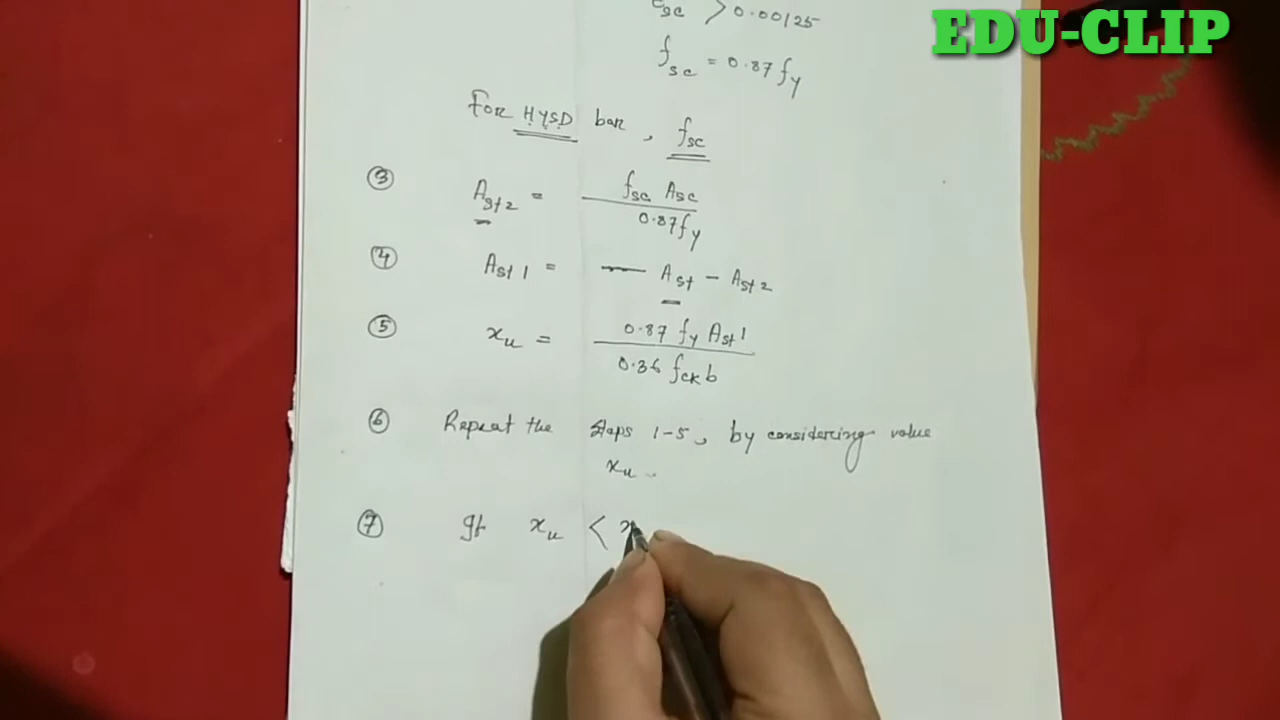 EDU-CLIP
εsc > 0.00125
fsc = 0.87 fy
For HYSD bar, fsc
③ Ast2 = fsc Asc / 0.87fy
④ Ast1 = Ast - Ast2
⑤ xu = 0.87 fy Ast1 / 0.36 fck b
⑥ Repeat the steps 1-5, by considering value
xu.
⑦ If xu < x